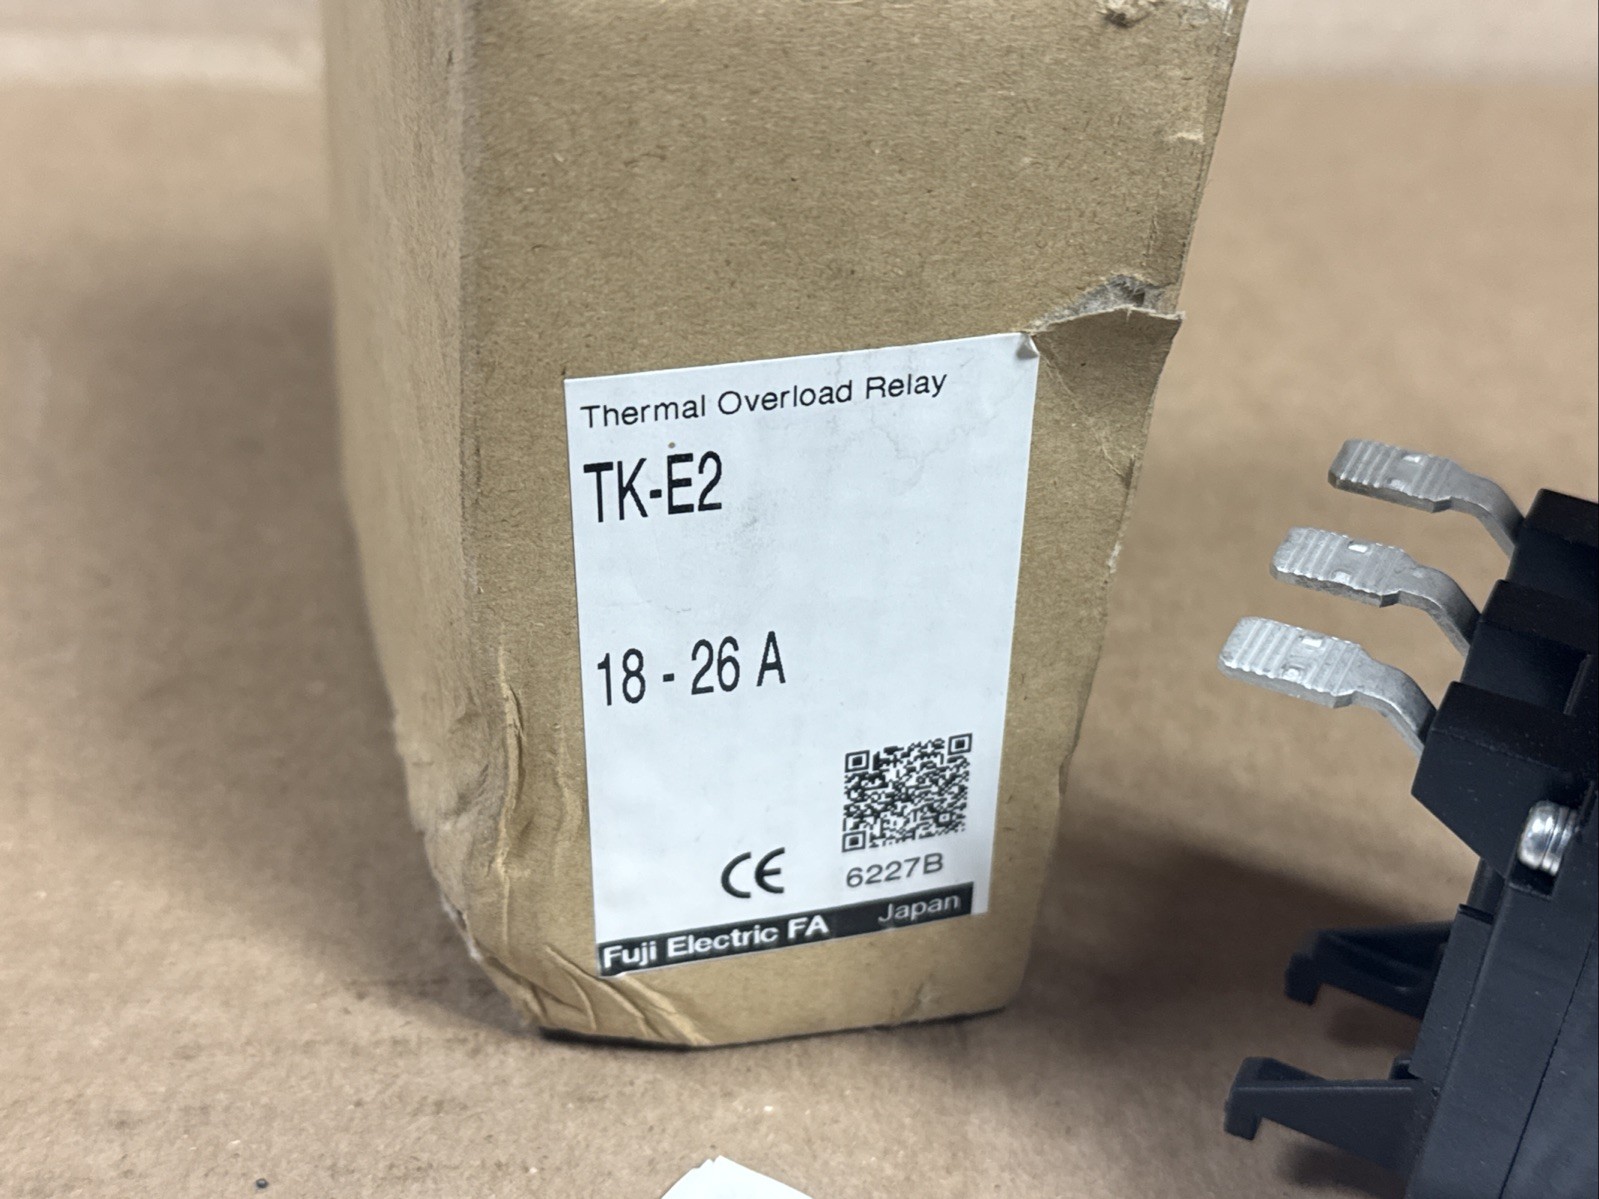 Thermal Overload Relay
TK-E2
18 - 26 A
CE
6227B
Fuji Electric FA Japan